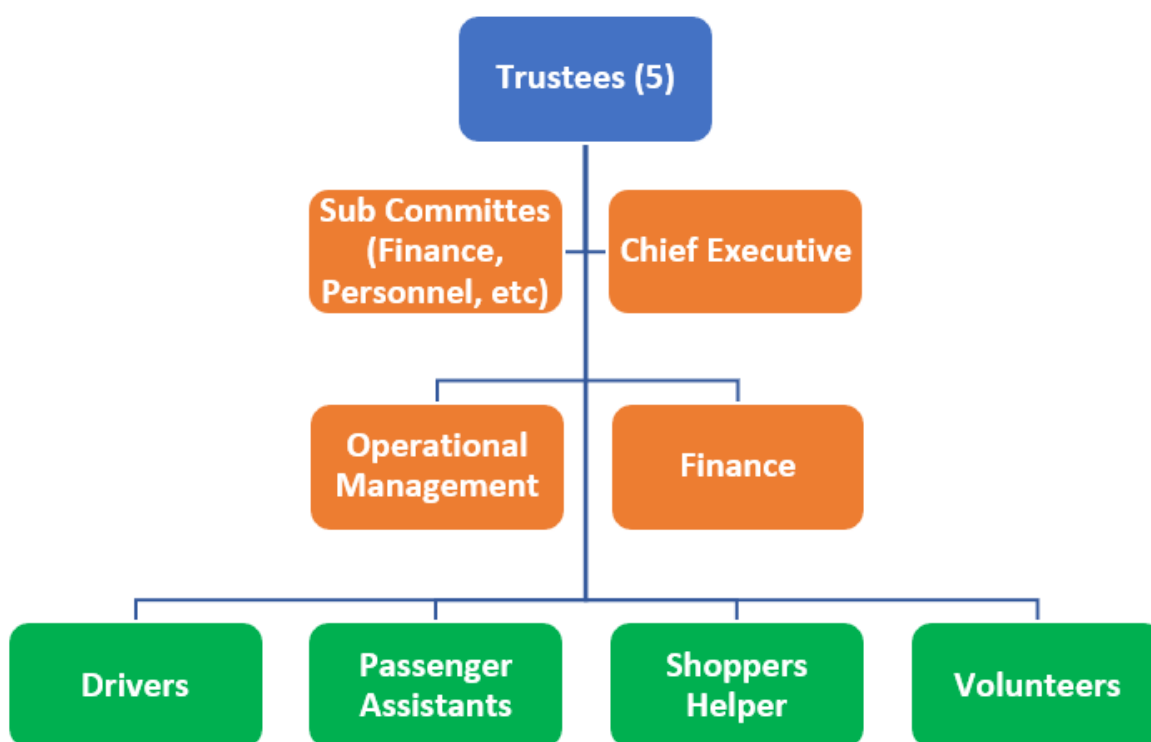 Trustees (5)
Sub Committes
(Finance,
Personnel, etc)
Chief Executive
Operational
Management
Finance
Drivers
Passenger
Assistants
Shoppers
Helper
Volunteers